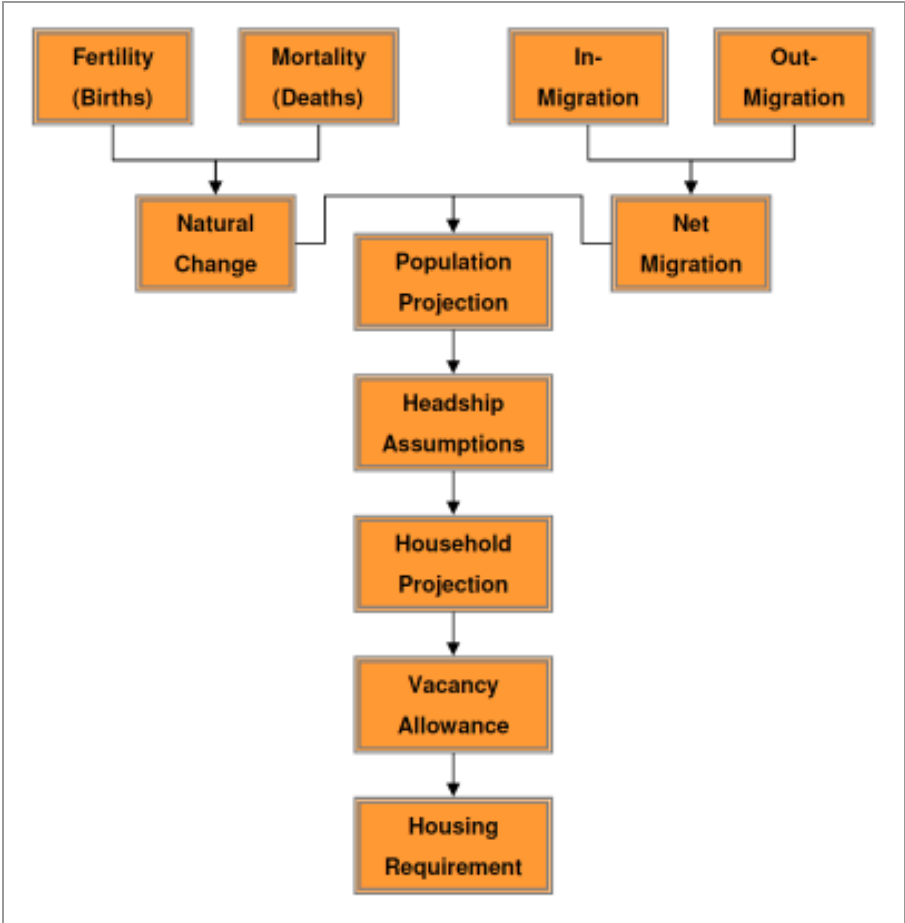 Fertility
(Births)
Mortality
(Deaths)
In-
Migration
Out-
Migration
Natural
Change
Net
Migration
Population
Projection
Headship
Assumptions
Household
Projection
Vacancy
Allowance
Housing
Requirement